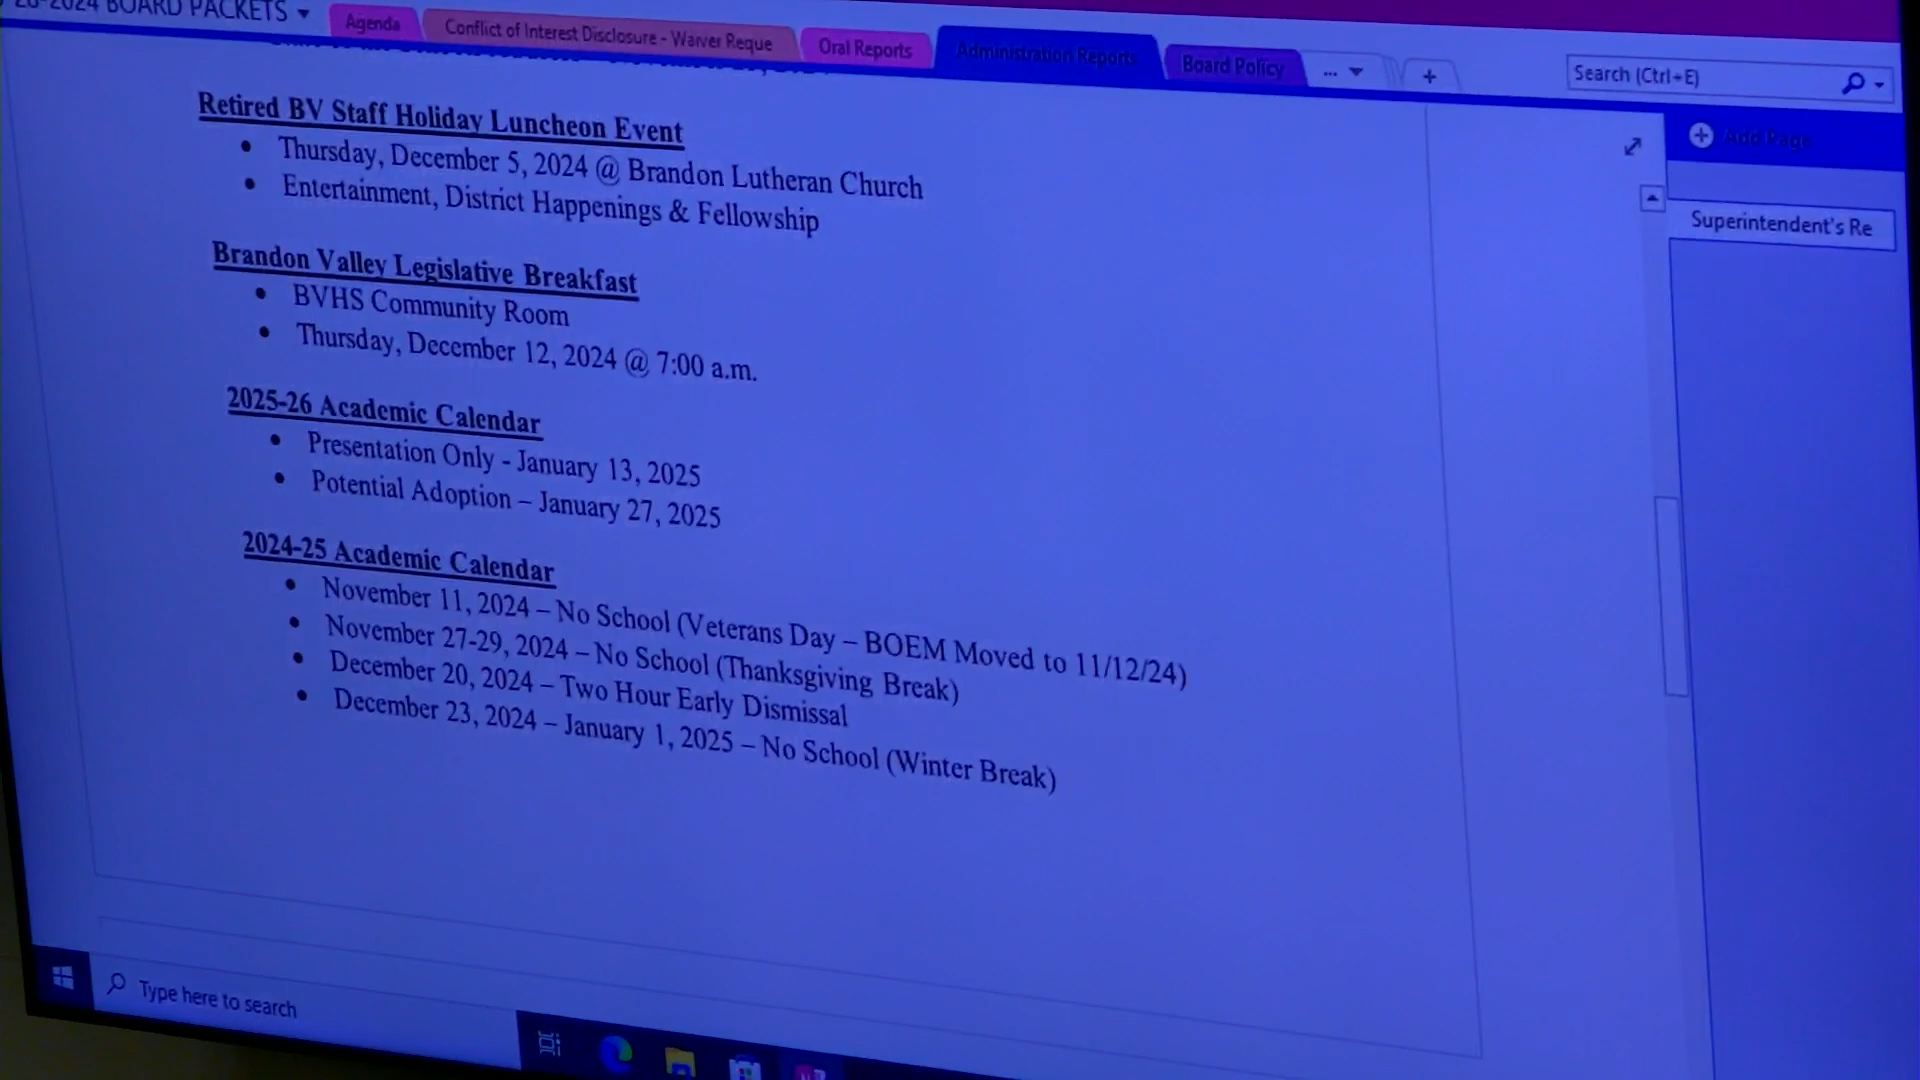 BOARD PACKETS
Agenda
Conflict of Interest Disclosure - Waiver Reque
Oral Reports
Administration Reports
Board Policy
...
+
Search (Ctrl+E)
Add Page
Superintendent's Re
Retired BV Staff Holiday Luncheon Event
• Thursday, December 5, 2024 @ Brandon Lutheran Church
• Entertainment, District Happenings & Fellowship
Brandon Valley Legislative Breakfast
• BVHS Community Room
• Thursday, December 12, 2024 @ 7:00 a.m.
2025-26 Academic Calendar
• Presentation Only - January 13, 2025
• Potential Adoption – January 27, 2025
2024-25 Academic Calendar
• November 11, 2024 – No School (Veterans Day – BOEM Moved to 11/12/24)
• November 27-29, 2024 – No School (Thanksgiving Break)
• December 20, 2024 – Two Hour Early Dismissal
• December 23, 2024 – January 1, 2025 – No School (Winter Break)
Type here to search